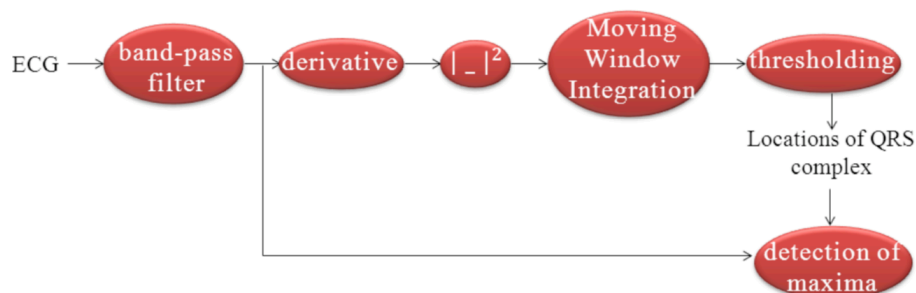 ECG
band-pass
filter
derivative
|_|²
Moving
Window
Integration
thresholding
Locations of QRS
complex
detection of
maxima